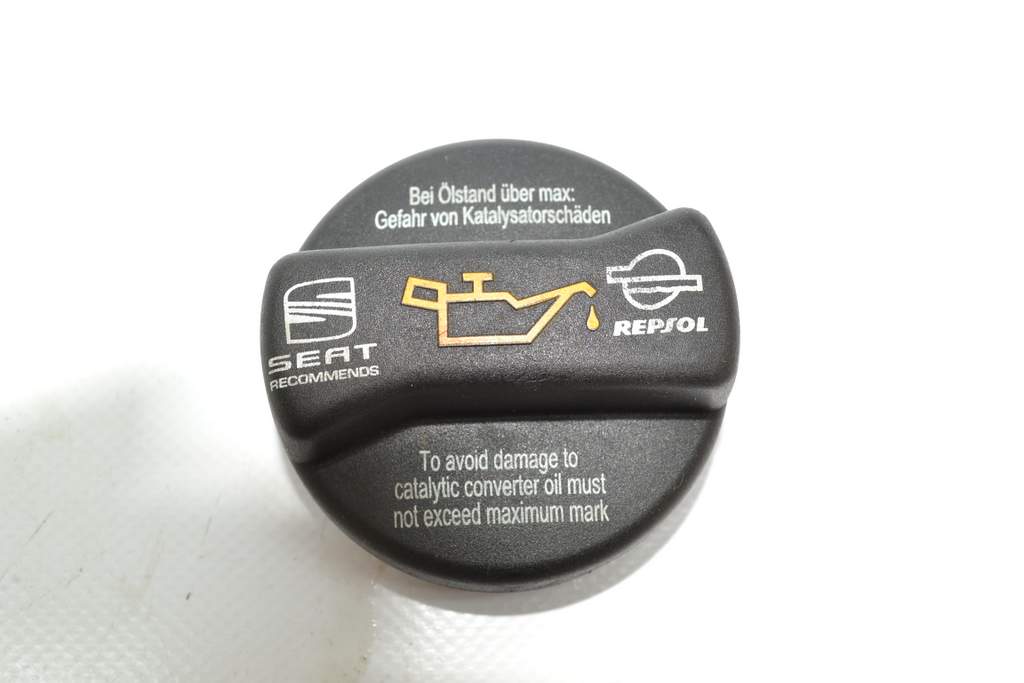 Bei Ölstand über max:
Gefahr von Katalysatorschäden
SEAT
RECOMMENDS
REPSOL
To avoid damage to
catalytic converter oil must
not exceed maximum mark